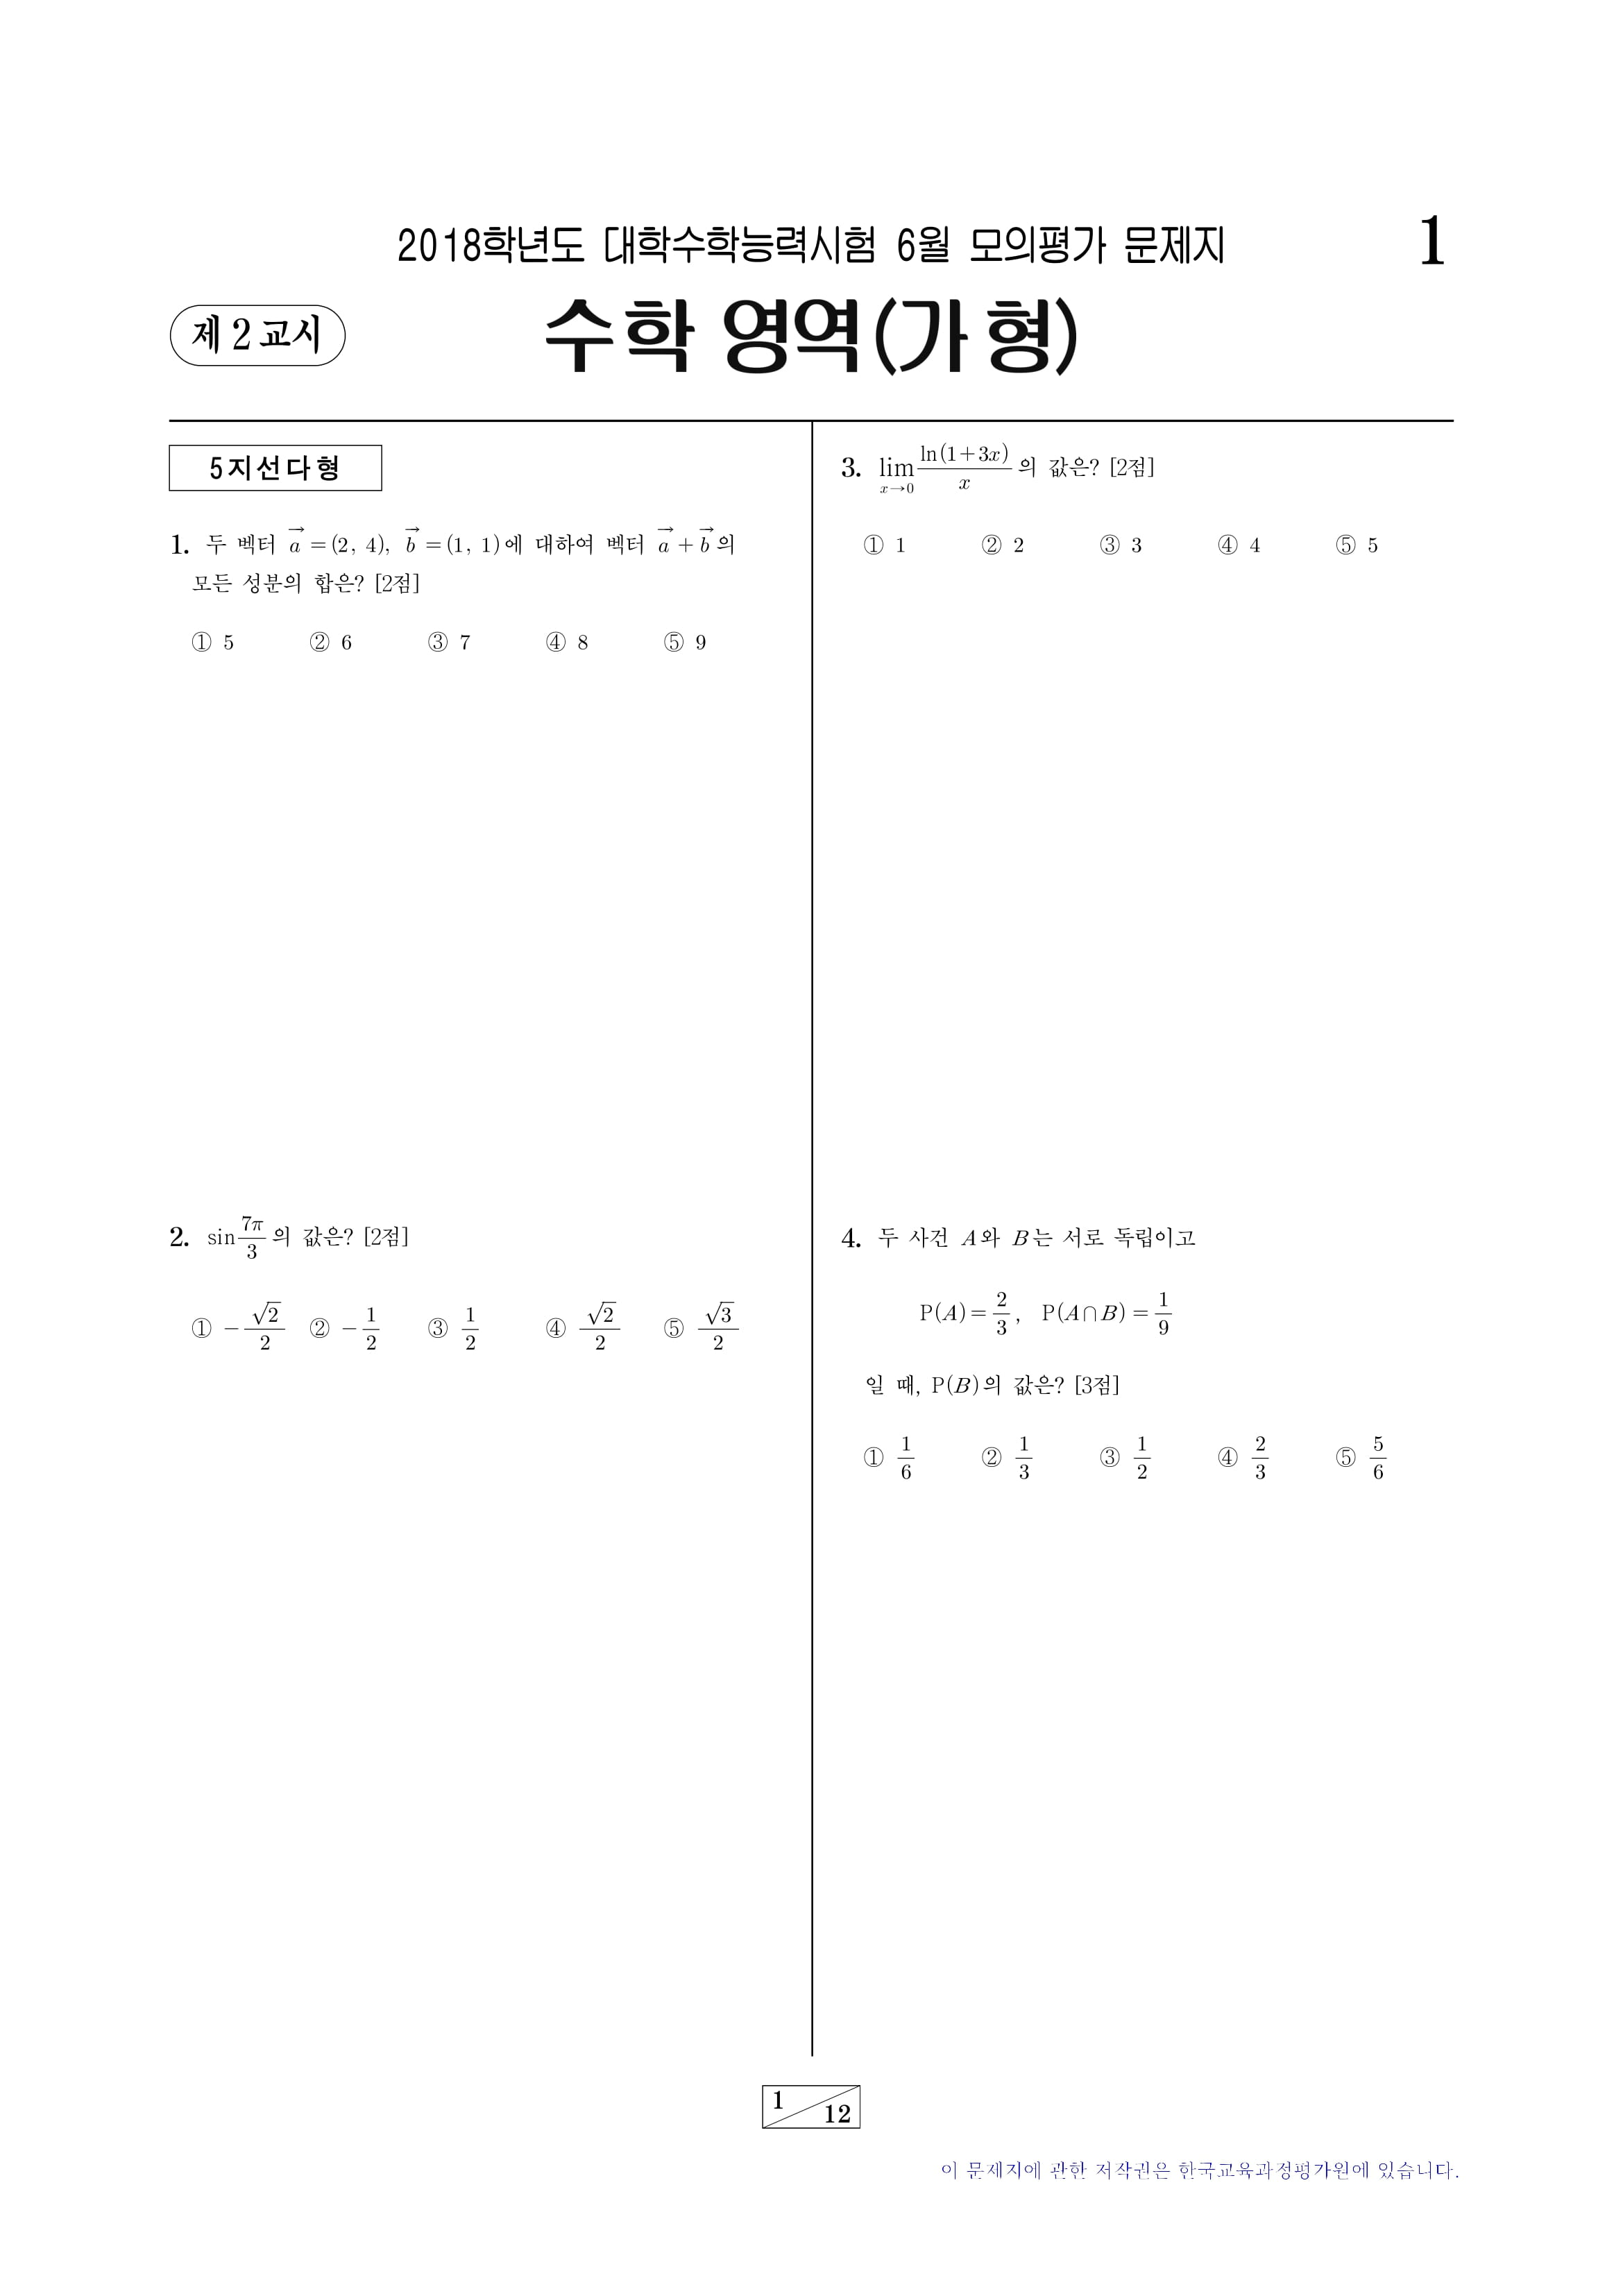 2018학년도 대학수학능력시험 6월 모의평가 문제지
1
제 2 교시
수학 영역(가 형)
5지선다형
1. 두 벡터 $\vec{a}=(2, 4)$, $\vec{b}=(1, 1)$에 대하여 벡터 $\vec{a}+\vec{b}$의
모든 성분의 합은? [2점]
① 5 ② 6 ③ 7 ④ 8 ⑤ 9
2. $\sin\frac{7\pi}{3}$의 값은? [2점]
① $-\frac{\sqrt{2}}{2}$ ② $-\frac{1}{2}$ ③ $\frac{1}{2}$ ④ $\frac{\sqrt{2}}{2}$ ⑤ $\frac{\sqrt{3}}{2}$
3. $\lim_{x \to 0}\frac{\ln(1+3x)}{x}$의 값은? [2점]
① 1 ② 2 ③ 3 ④ 4 ⑤ 5
4. 두 사건 $A$와 $B$는 서로 독립이고
$\mathrm{P}(A)=\frac{2}{3}$, $\mathrm{P}(A \cap B)=\frac{1}{9}$
일 때, $\mathrm{P}(B)$의 값은? [3점]
① $\frac{1}{6}$ ② $\frac{1}{3}$ ③ $\frac{1}{2}$ ④ $\frac{2}{3}$ ⑤ $\frac{5}{6}$
1
12
이 문제지에 관한 저작권은 한국교육과정평가원에 있습니다.